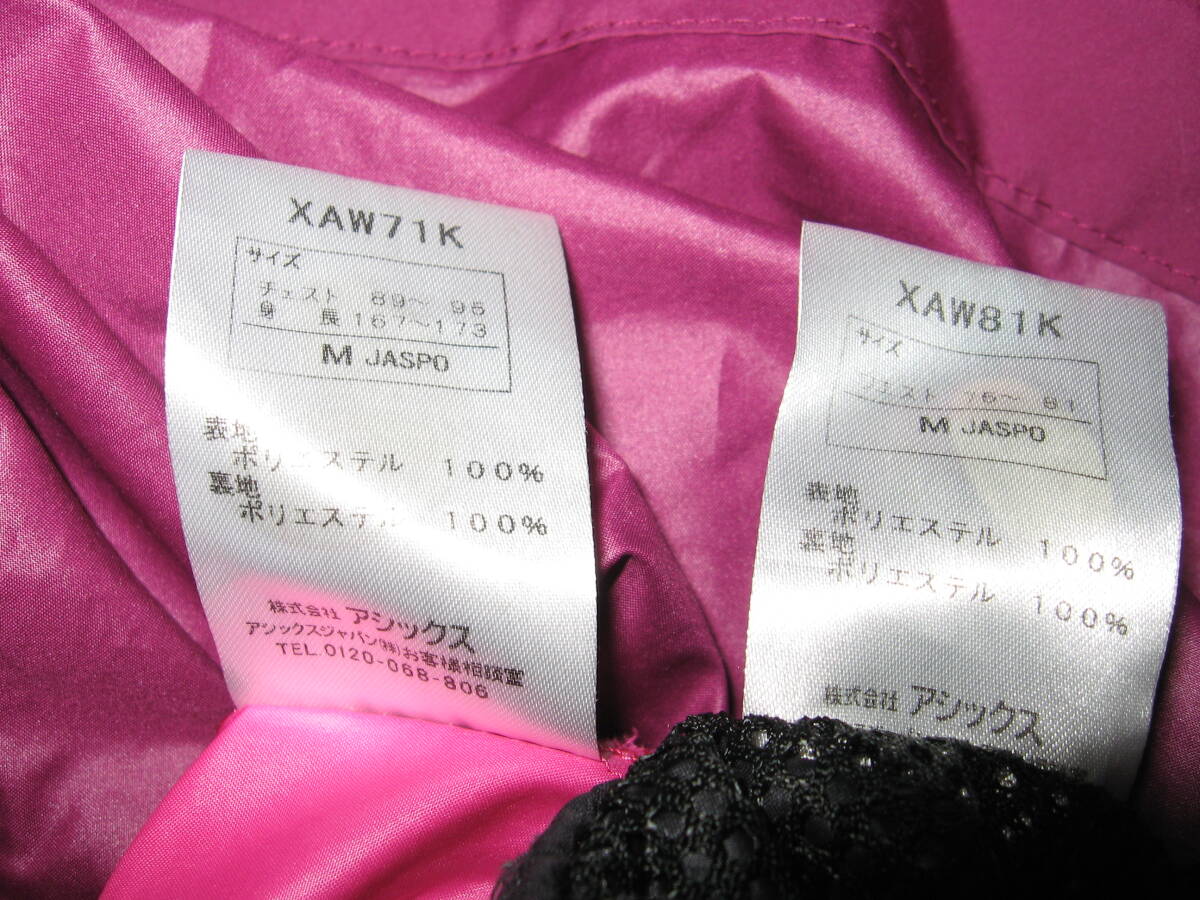 XAW71K
サイズ
チェスト 89～ 95
身 長 167～173
M JASPO
表地
ポリエステル 100%
裏地
ポリエステル 100%
株式会社 アシックス
アシックスジャパン(株)お客様相談室
TEL.0120-068-806
XAW81K
サイズ
76～ 81
M JASPO
表地
ポリエステル 100%
裏地
ポリエステル 100%
株式会社 アシックス